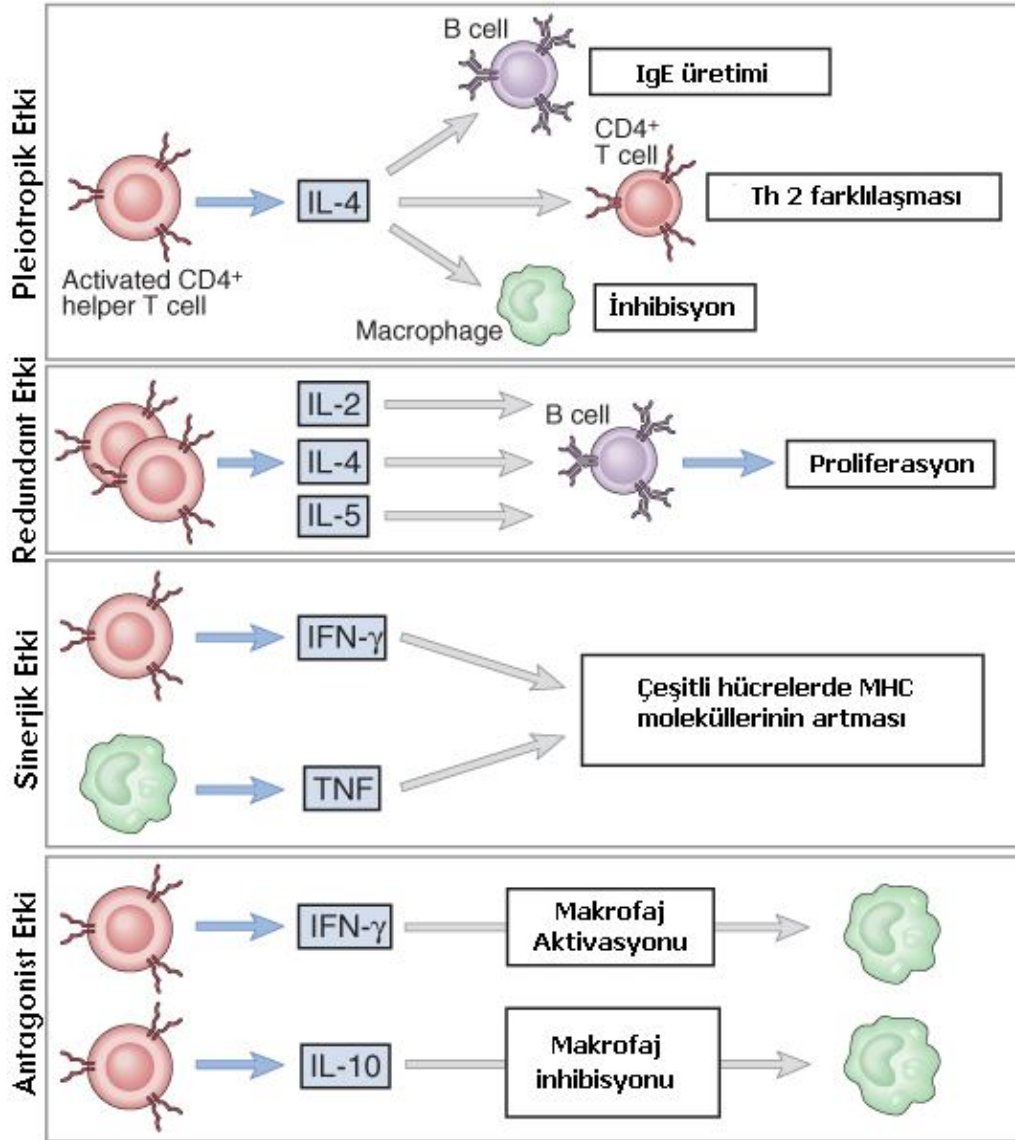 Pleiotropik Etki
B cell
IgE üretimi
CD4+
T cell
IL-4
Th 2 farklılaşması
Activated CD4+
helper T cell
Macrophage
İnhibisyon
Redundant Etki
IL-2
B cell
IL-4
Proliferasyon
IL-5
Sinerjik Etki
IFN-γ
Çeşitli hücrelerde MHC
moleküllerinin artması
TNF
Antagonist Etki
IFN-γ
Makrofaj
Aktivasyonu
IL-10
Makrofaj
inhibisyonu